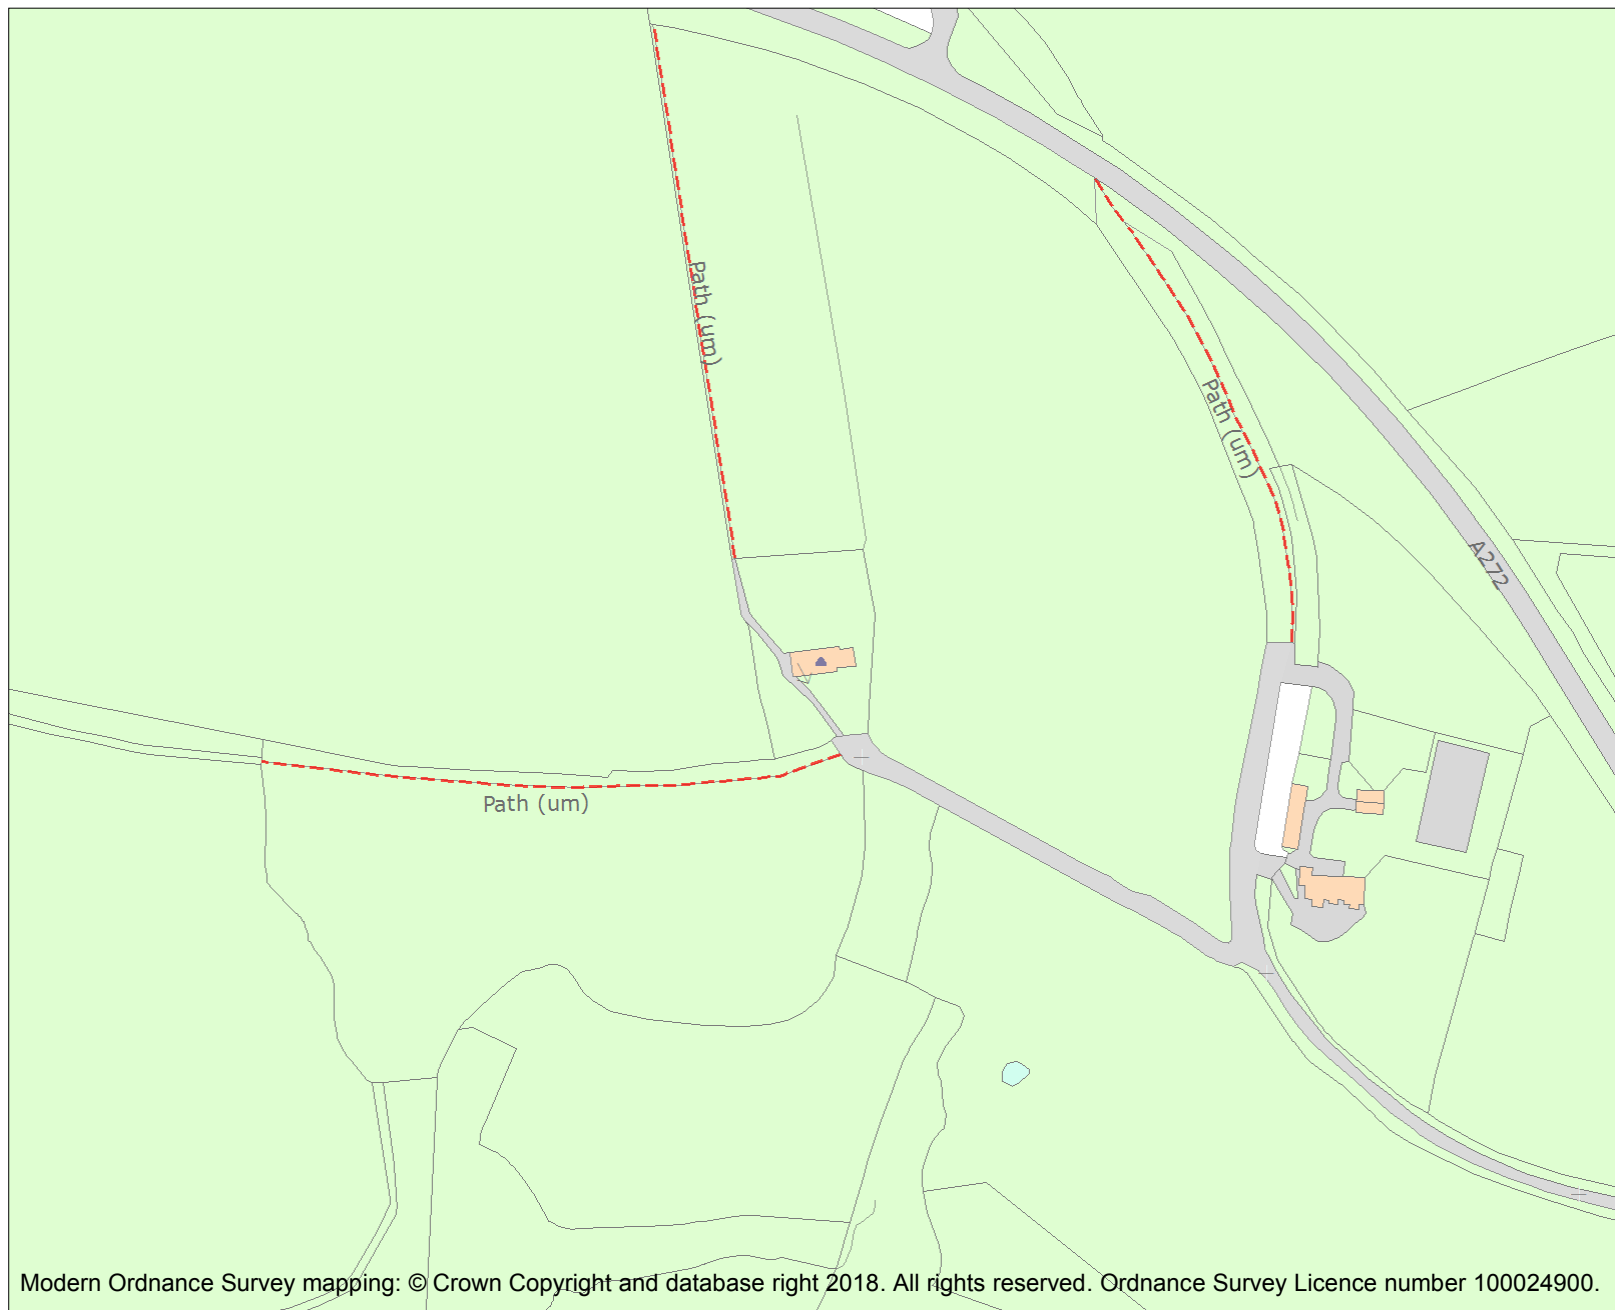 Path (um)
Path (um)
A272
Path (um)
Modern Ordnance Survey mapping: © Crown Copyright and database right 2018. All rights reserved. Ordnance Survey Licence number 100024900.